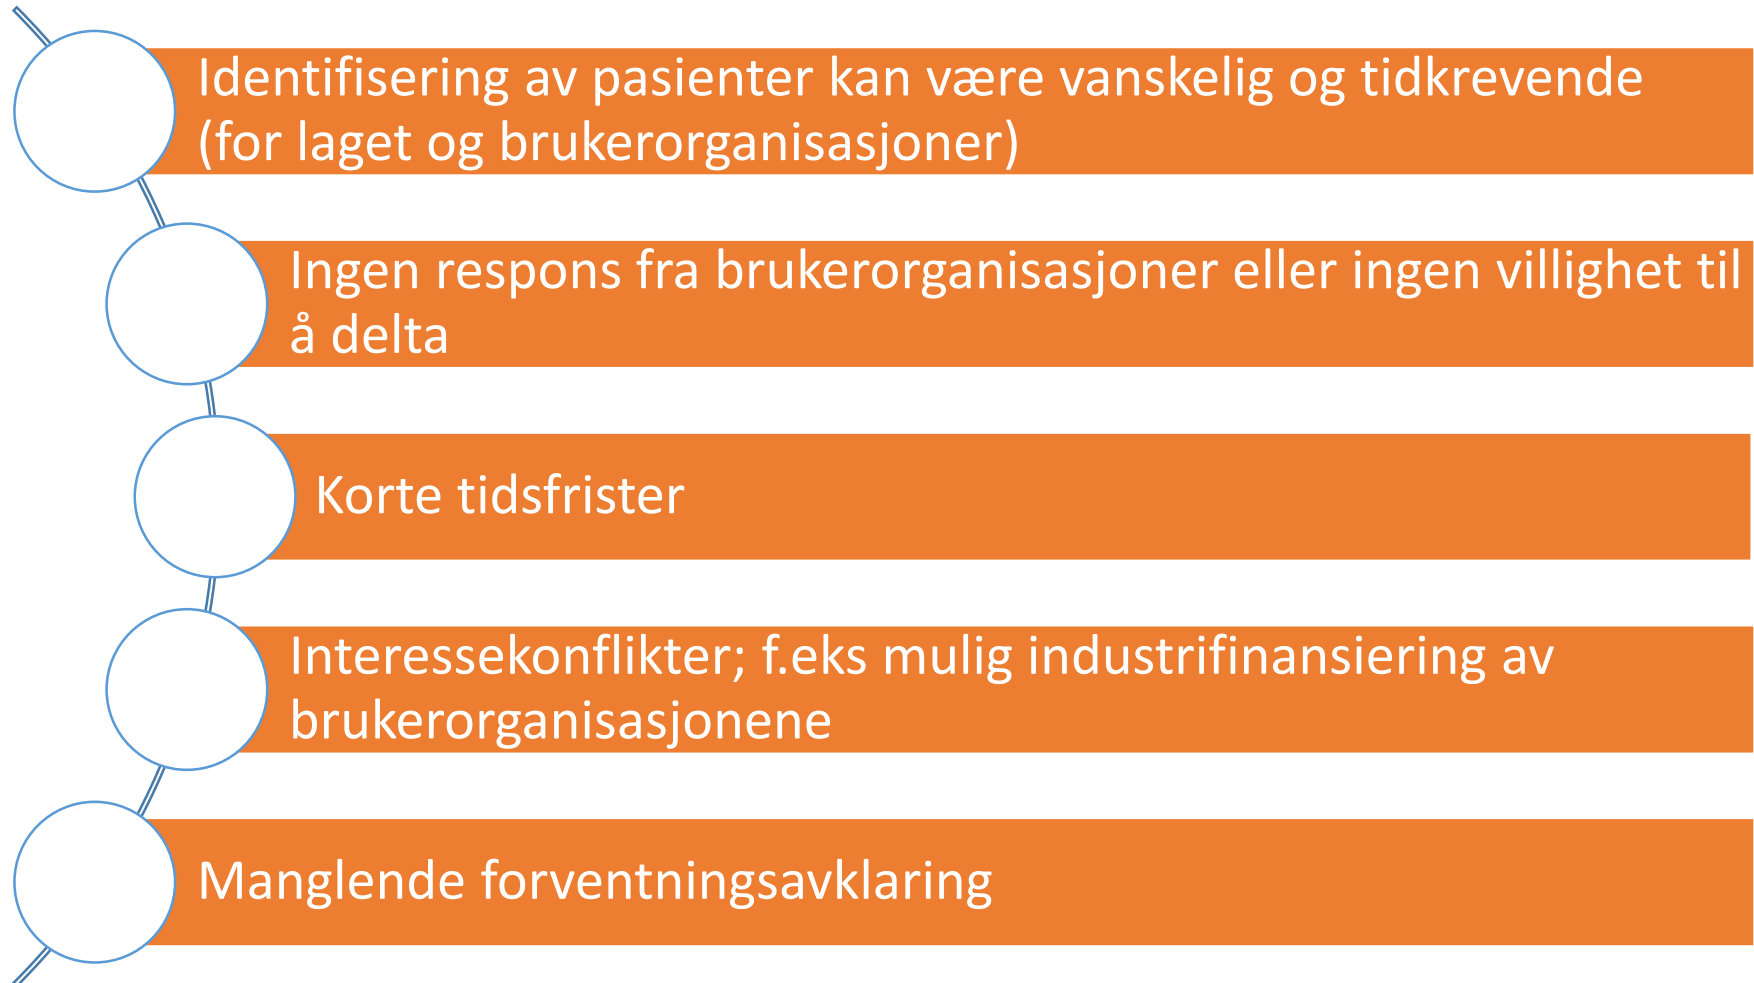 Identifisering av pasienter kan være vanskelig og tidkrevende
(for laget og brukerorganisasjoner)
Ingen respons fra brukerorganisasjoner eller ingen villighet til
å delta
Korte tidsfrister
Interessekonflikter; f.eks mulig industrifinansiering av
brukerorganisasjonene
Manglende forventningsavklaring